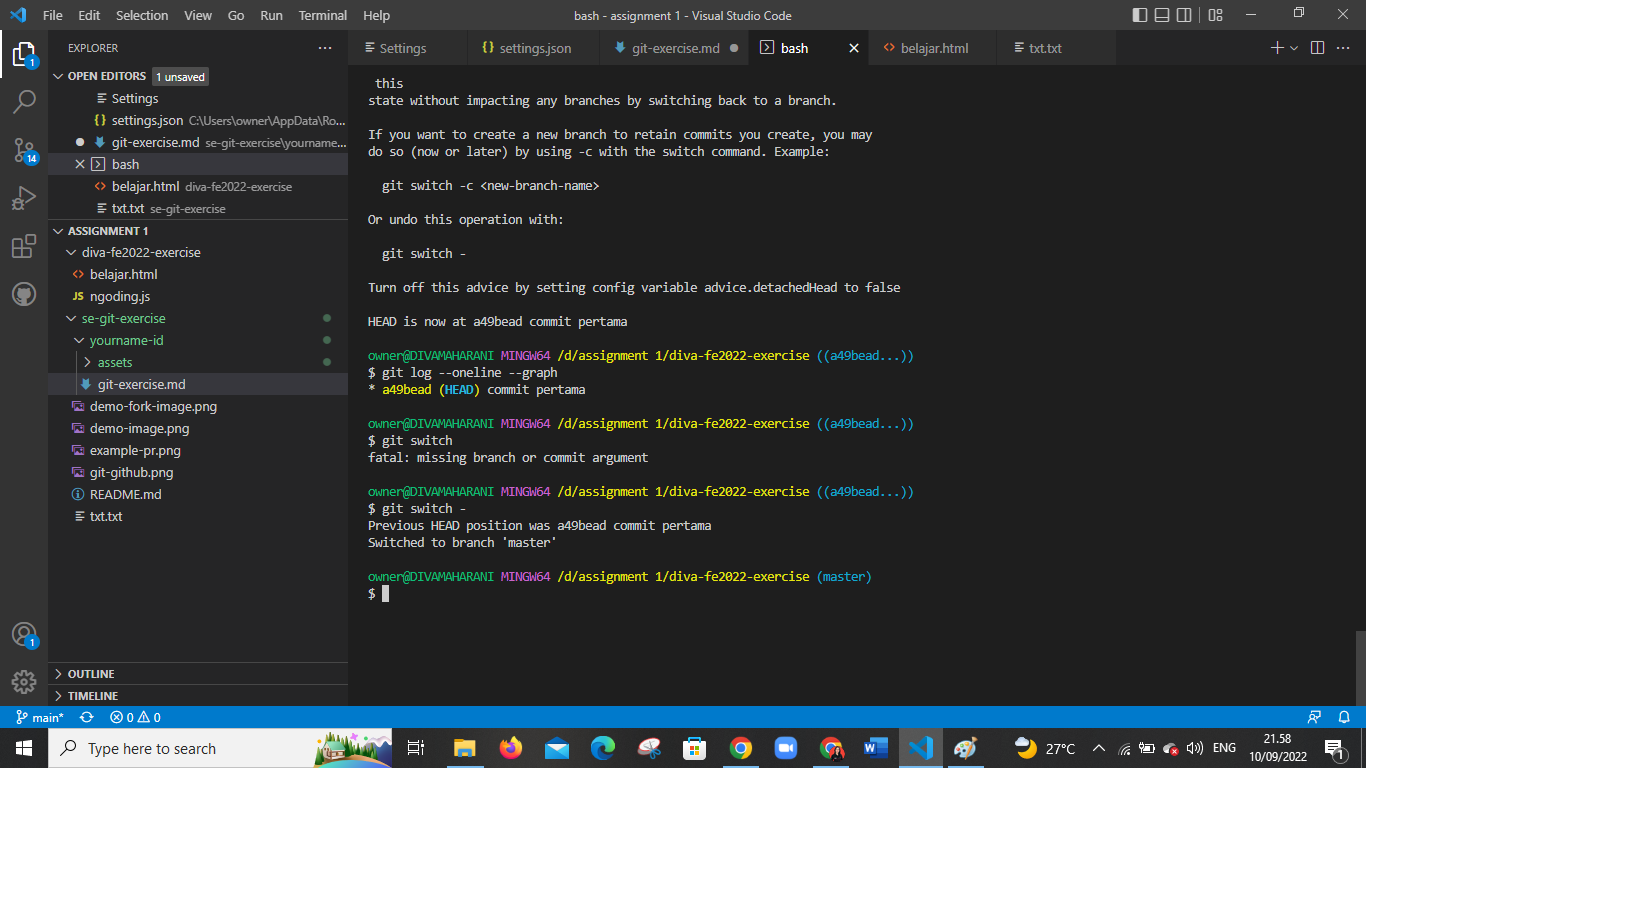 File Edit Selection View Go Run Terminal Help
bash - assignment 1 - Visual Studio Code
EXPLORER
OPEN EDITORS 1 unsaved
Settings
{} settings.json C:\Users\owner\AppData\Ro...
git-exercise.md se-git-exercise\yourname...
bash
<> belajar.html diva-fe2022-exercise
txt.txt se-git-exercise
ASSIGNMENT 1
diva-fe2022-exercise
<> belajar.html
JS ngoding.js
se-git-exercise
yourname-id
assets
git-exercise.md
demo-fork-image.png
demo-image.png
example-pr.png
git-github.png
README.md
txt.txt
OUTLINE
TIMELINE
1
14
1
Settings {} settings.json git-exercise.md bash <> belajar.html txt.txt
this
state without impacting any branches by switching back to a branch.
If you want to create a new branch to retain commits you create, you may
do so (now or later) by using -c with the switch command. Example:
git switch -c <new-branch-name>
Or undo this operation with:
git switch -
Turn off this advice by setting config variable advice.detachedHead to false
HEAD is now at a49bead commit pertama
owner@DIVAMAHARANI MINGW64 /d/assignment 1/diva-fe2022-exercise ((a49bead...))
$ git log --oneline --graph
* a49bead (HEAD) commit pertama
owner@DIVAMAHARANI MINGW64 /d/assignment 1/diva-fe2022-exercise ((a49bead...))
$ git switch
fatal: missing branch or commit argument
owner@DIVAMAHARANI MINGW64 /d/assignment 1/diva-fe2022-exercise ((a49bead...))
$ git switch -
Previous HEAD position was a49bead commit pertama
Switched to branch 'master'
owner@DIVAMAHARANI MINGW64 /d/assignment 1/diva-fe2022-exercise (master)
$
main* 0 0
Type here to search
27°C ENG
21.58
10/09/2022
1